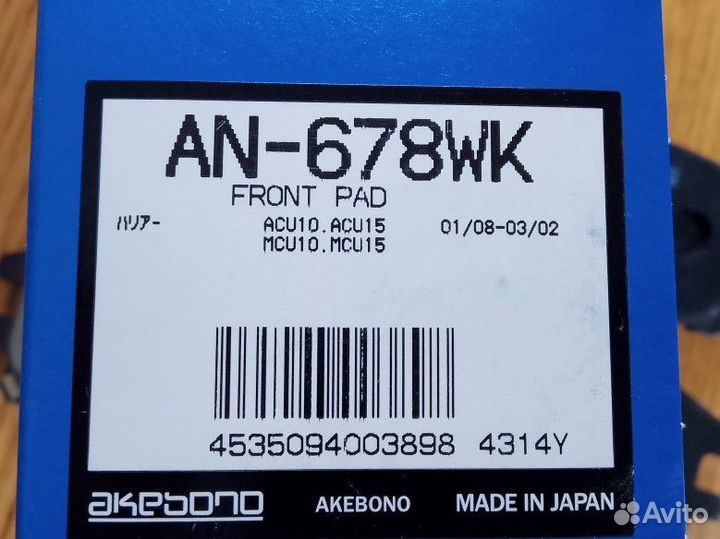 AN-678WK
FRONT PAD
ﾊﾘｱｰ ACU10.ACU15 01/08-03/02
MCU10.MCU15
4535094003898 4314Y
akebono AKEBONO MADE IN JAPAN
Avito